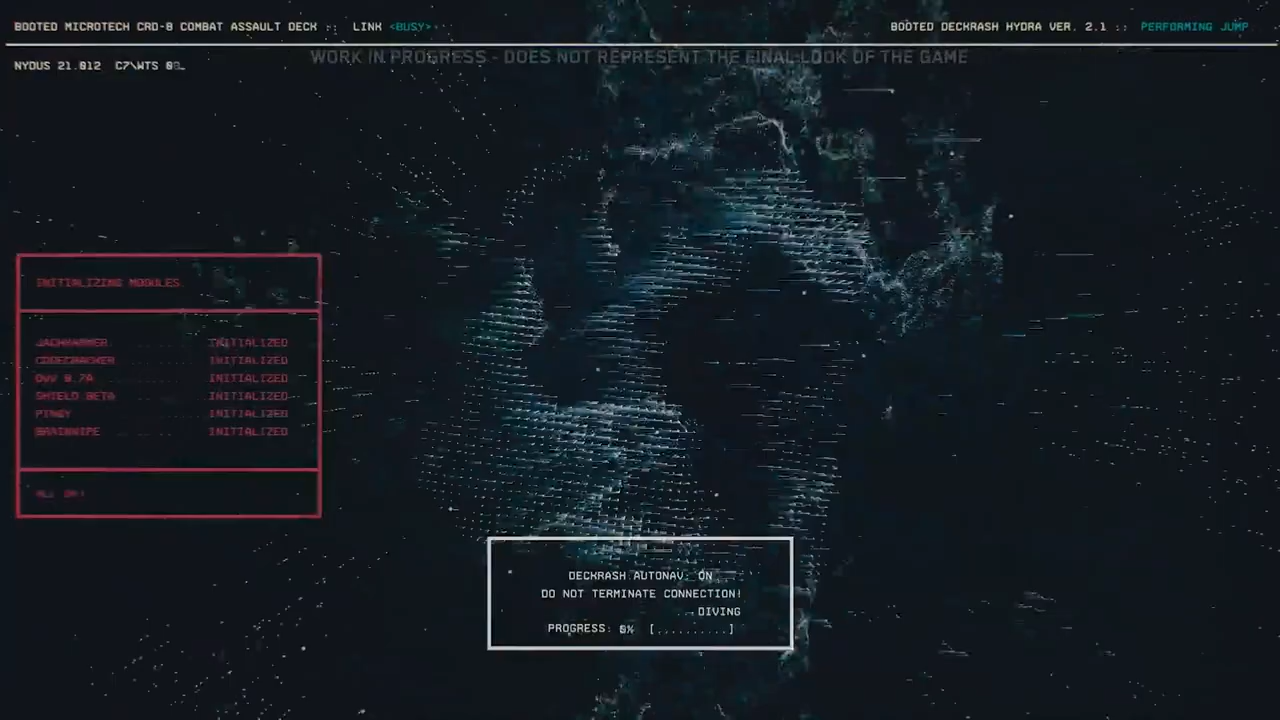 BOOTED MICROTECH CRD-8 COMBAT ASSAULT DECK :: LINK <BUSY>
BOOTED DECKRASH HYDRA VER. 2.1 :: PERFORMING JUMP
WORK IN PROGRESS - DOES NOT REPRESENT THE FINAL LOOK OF THE GAME
NYDUS 21.012 C7\WTS
INITIALIZING MODULES
JACKHAMMER INITIALIZED
CODECRACKER INITIALIZED
INITIALIZED
SHIELD BETA INITIALIZED
INITIALIZED
BRAINWIPE INITIALIZED
ALL OK!
DECKRASH AUTONAV: ON
DO NOT TERMINATE CONNECTION!
DIVING
PROGRESS: 0% [..........]